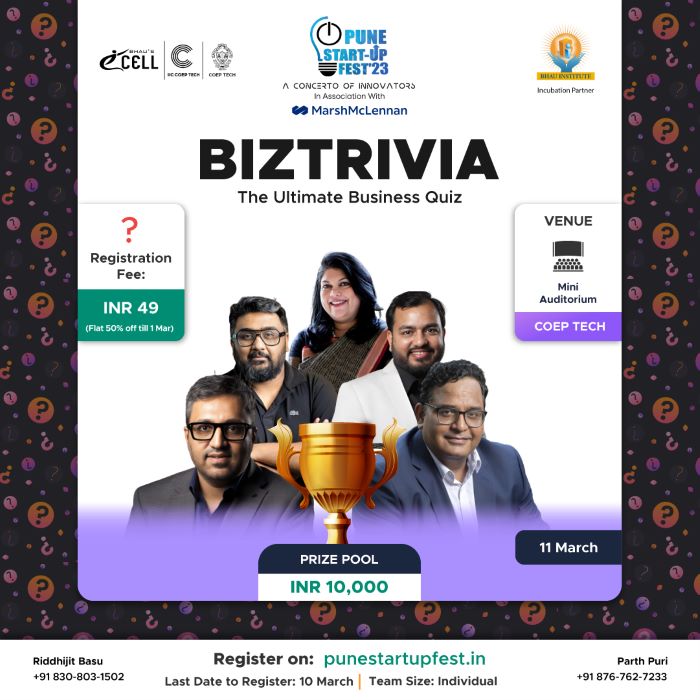 BHAU'S
CELL
IIC COEP TECH
COEP TECH
PUNE
START-UP
FEST'23
A CONCERTO OF INNOVATORS
In Association With
MarshMcLennan
BHAU INSTITUTE
Incubation Partner
BIZTRIVIA
The Ultimate Business Quiz
?
Registration
Fee:
INR 49
(Flat 50% off till 1 Mar)
VENUE
Mini
Auditorium
COEP TECH
11 March
PRIZE POOL
INR 10,000
Riddhijit Basu
+91 830-803-1502
Register on: punestartupfest.in
Last Date to Register: 10 March | Team Size: Individual
Parth Puri
+91 876-762-7233